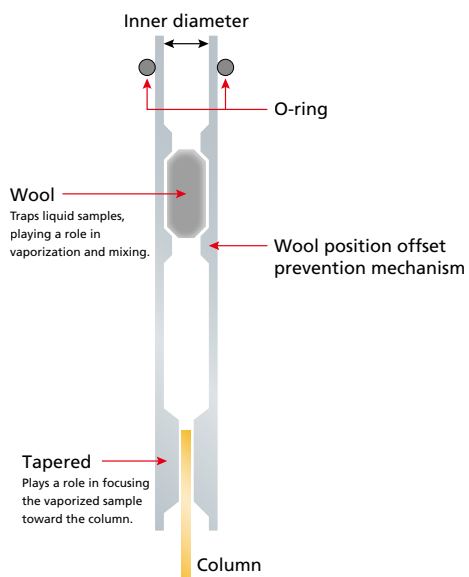 Inner diameter
O-ring
Wool
Traps liquid samples,
playing a role in
vaporization and mixing.
Wool position offset
prevention mechanism
Tapered
Plays a role in focusing
the vaporized sample
toward the column.
Column